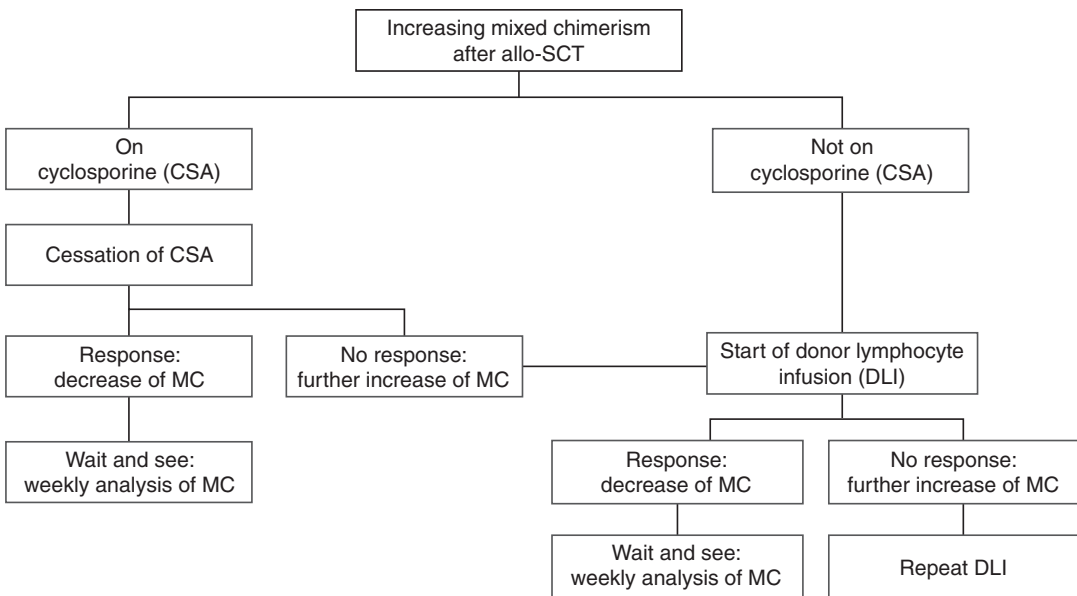 Increasing mixed chimerism
after allo-SCT
On
cyclosporine (CSA)
Not on
cyclosporine (CSA)
Cessation of CSA
Response:
decrease of MC
No response:
further increase of MC
Start of donor lymphocyte
infusion (DLI)
Wait and see:
weekly analysis of MC
Response:
decrease of MC
No response:
further increase of MC
Wait and see:
weekly analysis of MC
Repeat DLI